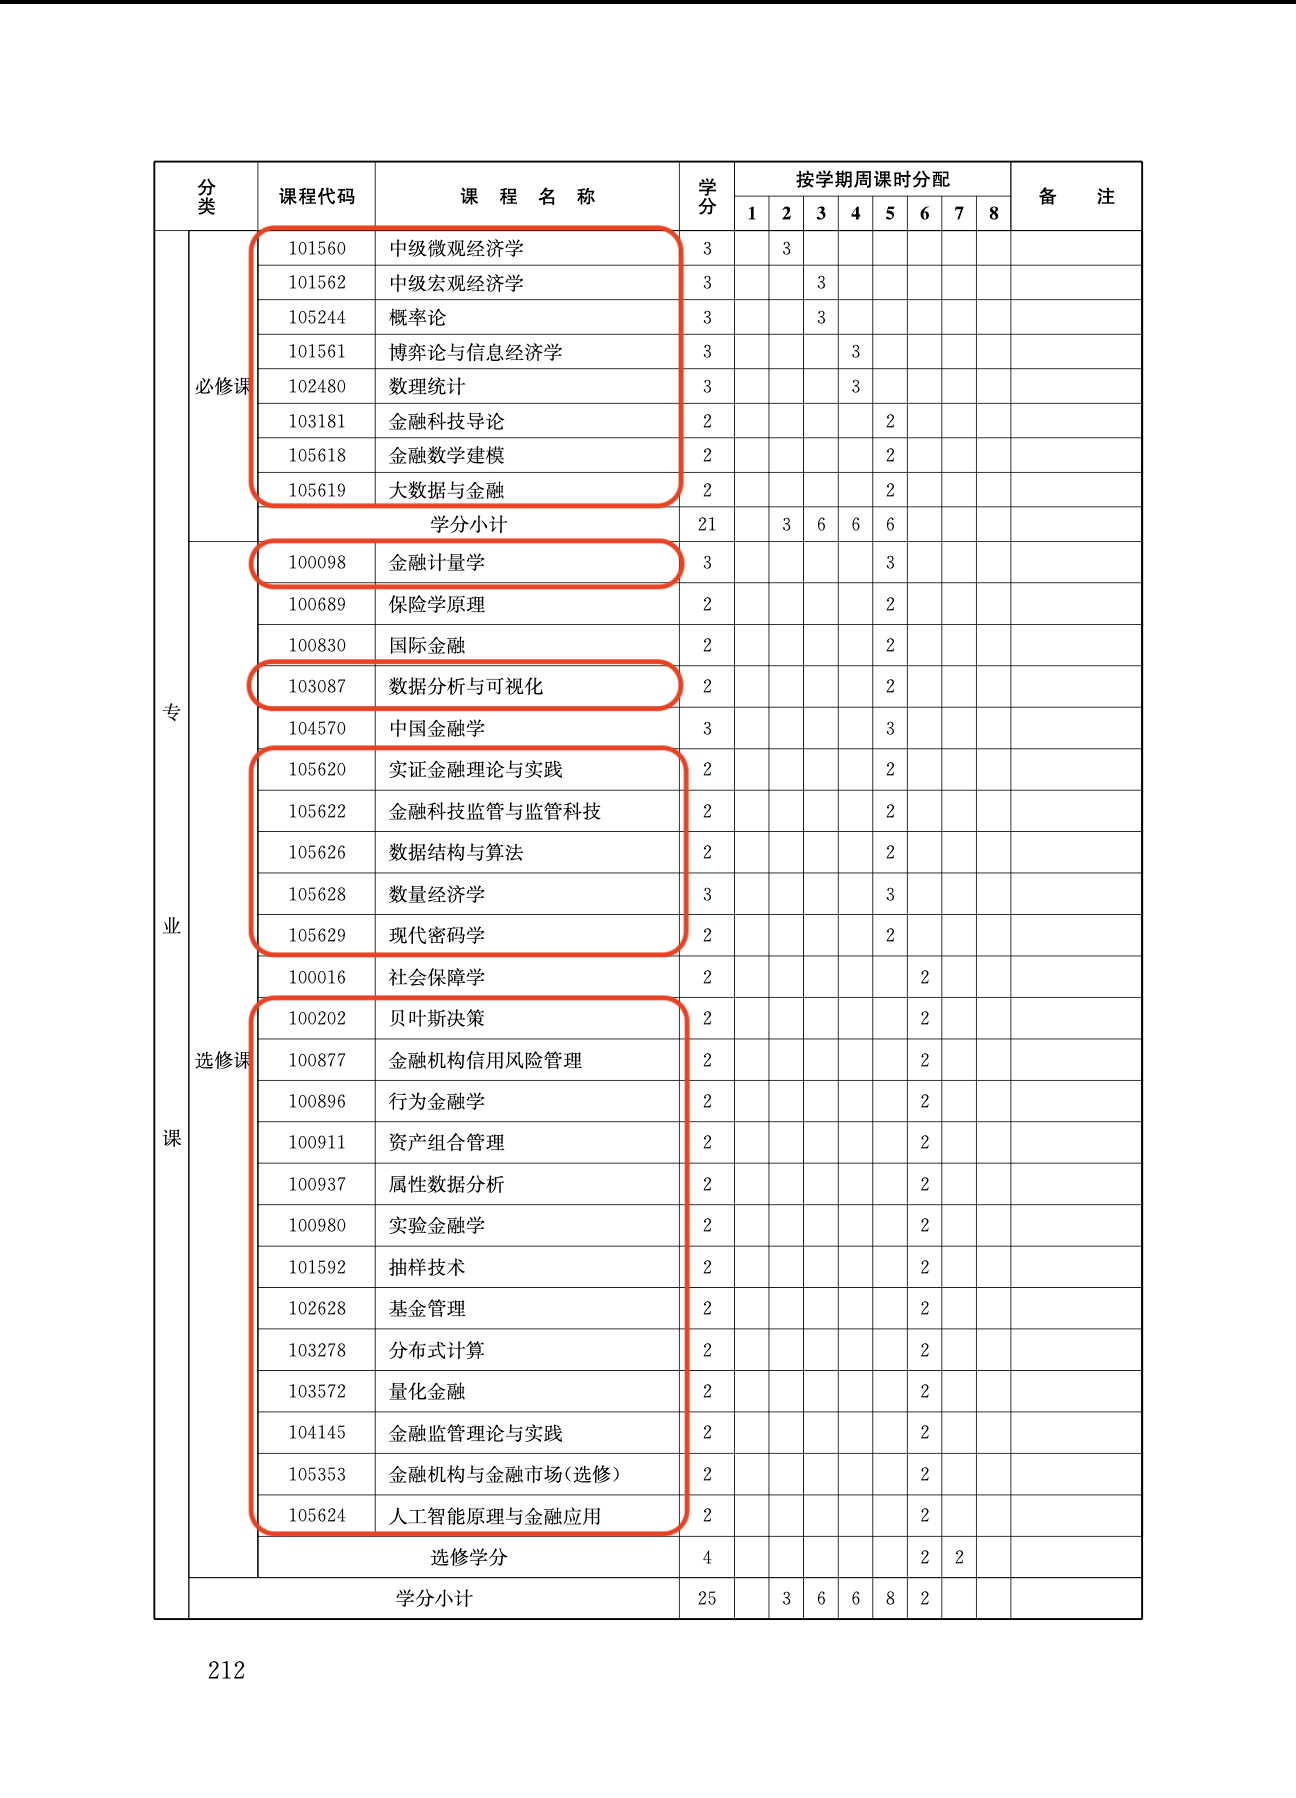 分类 课程代码 课 程 名 称 学分 按学期周课时分配 备 注
1 2 3 4 5 6 7 8
专业课
必修课
101560 中级微观经济学 3 3
101562 中级宏观经济学 3 3
105244 概率论 3 3
101561 博弈论与信息经济学 3 3
102480 数理统计 3 3
103181 金融科技导论 2 2
105618 金融数学建模 2 2
105619 大数据与金融 2 2
学分小计 21 3 6 6 6
选修课
100098 金融计量学 3 3
100689 保险学原理 2 2
100830 国际金融 2 2
103087 数据分析与可视化 2 2
104570 中国金融学 3 3
105620 实证金融理论与实践 2 2
105622 金融科技监管与监管科技 2 2
105626 数据结构与算法 2 2
105628 数量经济学 3 3
105629 现代密码学 2 2
100016 社会保障学 2 2
100202 贝叶斯决策 2 2
100877 金融机构信用风险管理 2 2
100896 行为金融学 2 2
100911 资产组合管理 2 2
100937 属性数据分析 2 2
100980 实验金融学 2 2
101592 抽样技术 2 2
102628 基金管理 2 2
103278 分布式计算 2 2
103572 量化金融 2 2
104145 金融监管理论与实践 2 2
105353 金融机构与金融市场(选修) 2 2
105624 人工智能原理与金融应用 2 2
选修学分 4 2 2
学分小计 25 3 6 6 8 2
212